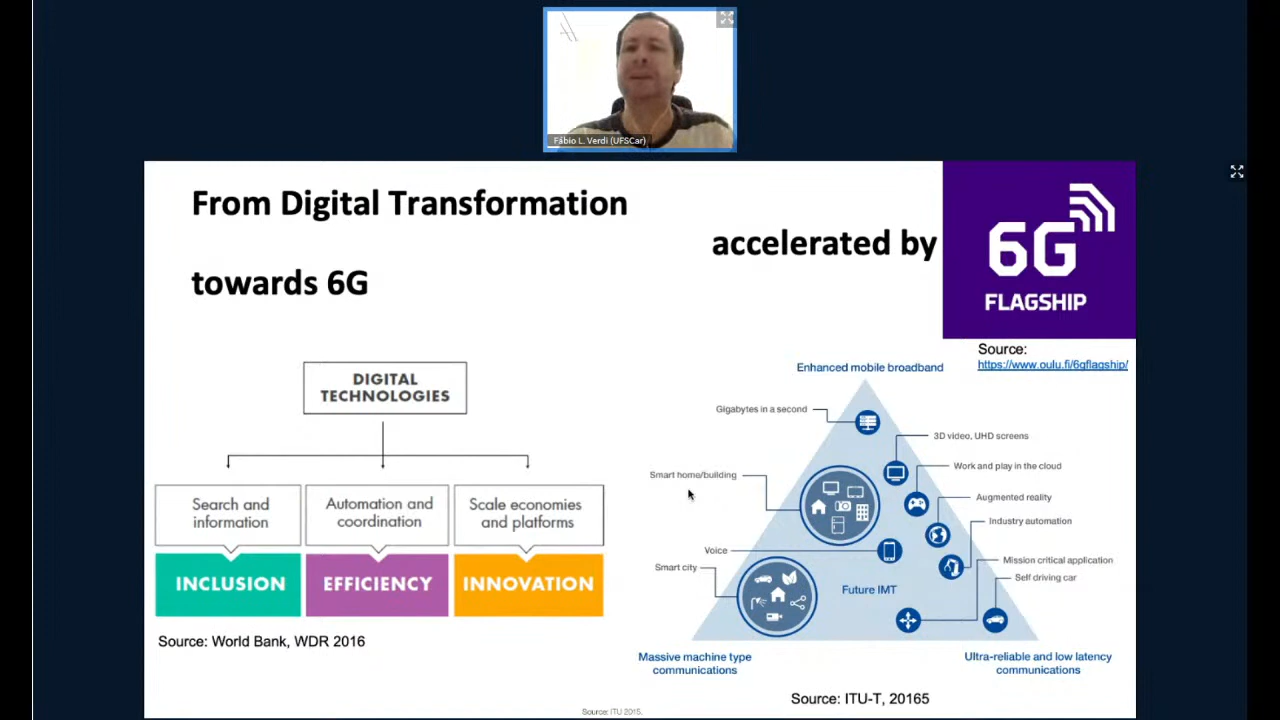 Fábio L. Verdi (UFSCar)
From Digital Transformation
accelerated by
towards 6G
6G
FLAGSHIP
Source:
https://www.oulu.fi/6gflagship/
DIGITAL
TECHNOLOGIES
Search and
information
Automation and
coordination
Scale economies
and platforms
INCLUSION
EFFICIENCY
INNOVATION
Source: World Bank, WDR 2016
Enhanced mobile broadband
Gigabytes in a second
3D video, UHD screens
Smart home/building
Work and play in the cloud
Augmented reality
Industry automation
Voice
Mission critical application
Smart city
Self driving car
Future IMT
Massive machine type
communications
Ultra-reliable and low latency
communications
Source: ITU-T, 20165
Source: ITU 2015.